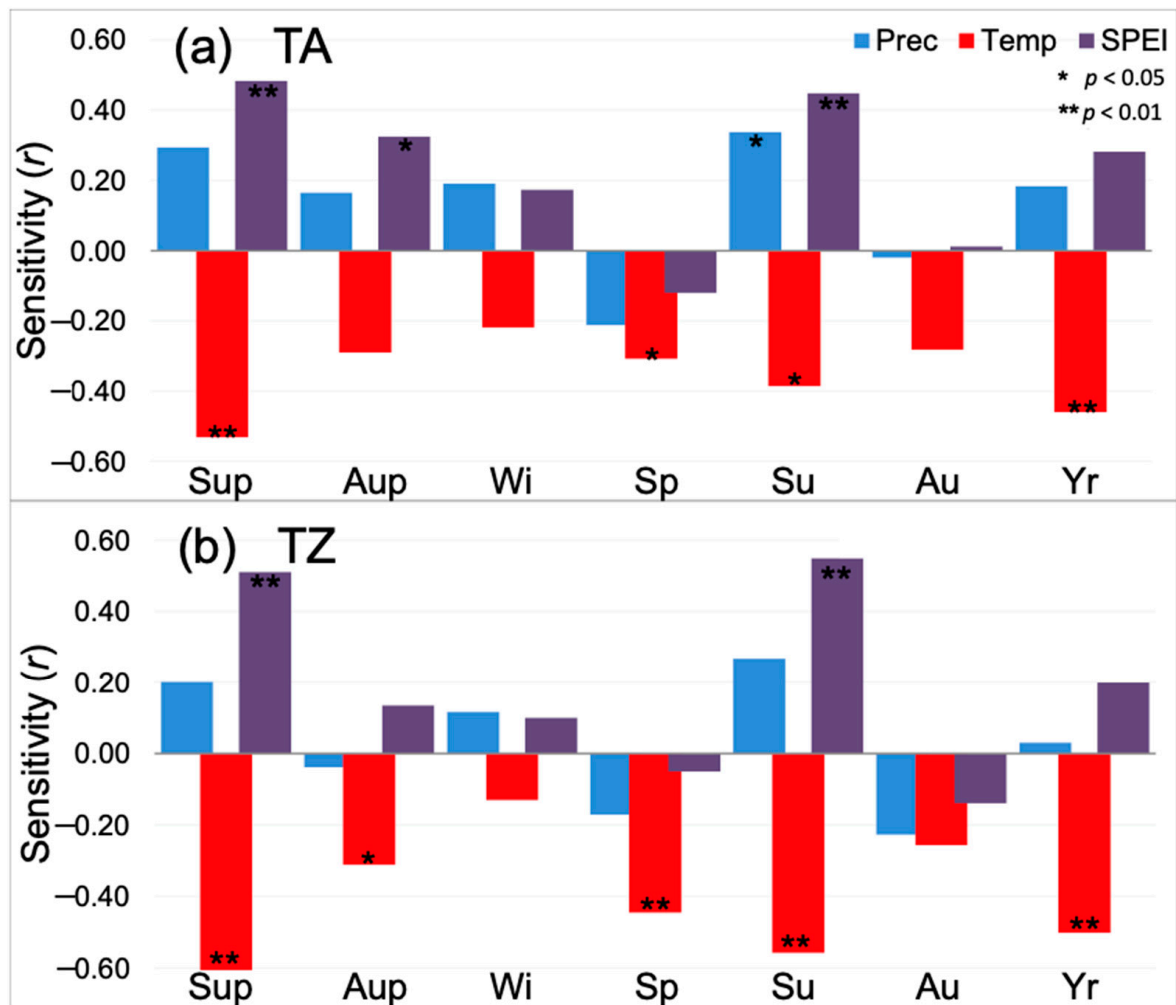 (a) TA
Prec Temp SPEI
* p < 0.05
** p < 0.01
Sensitivity (r)
0.60
0.40
0.20
0.00
−0.20
−0.40
−0.60
** * * **
** * * **
Sup Aup Wi Sp Su Au Yr
(b) TZ
Sensitivity (r)
0.60
0.40
0.20
0.00
−0.20
−0.40
−0.60
** **
** * ** ** **
Sup Aup Wi Sp Su Au Yr